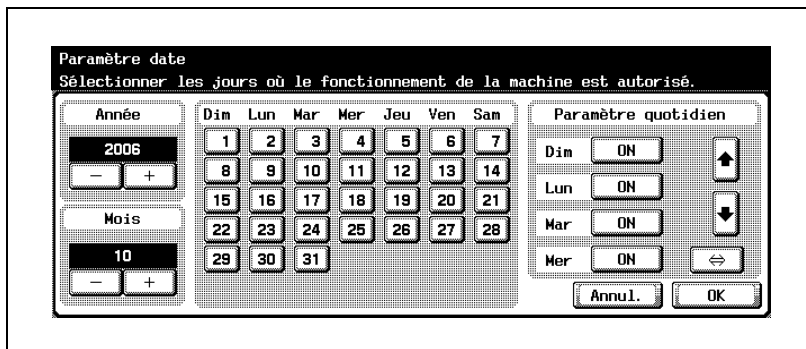 Paramètre date
Sélectionner les jours où le fonctionnement de la machine est autorisé.
Année
2006
− +
Mois
10
− +
Dim Lun Mar Mer Jeu Ven Sam
1 2 3 4 5 6 7
8 9 10 11 12 13 14
15 16 17 18 19 20 21
22 23 24 25 26 27 28
29 30 31
Paramètre quotidien
Dim ON
Lun ON
Mar ON
Mer ON
Annul. OK